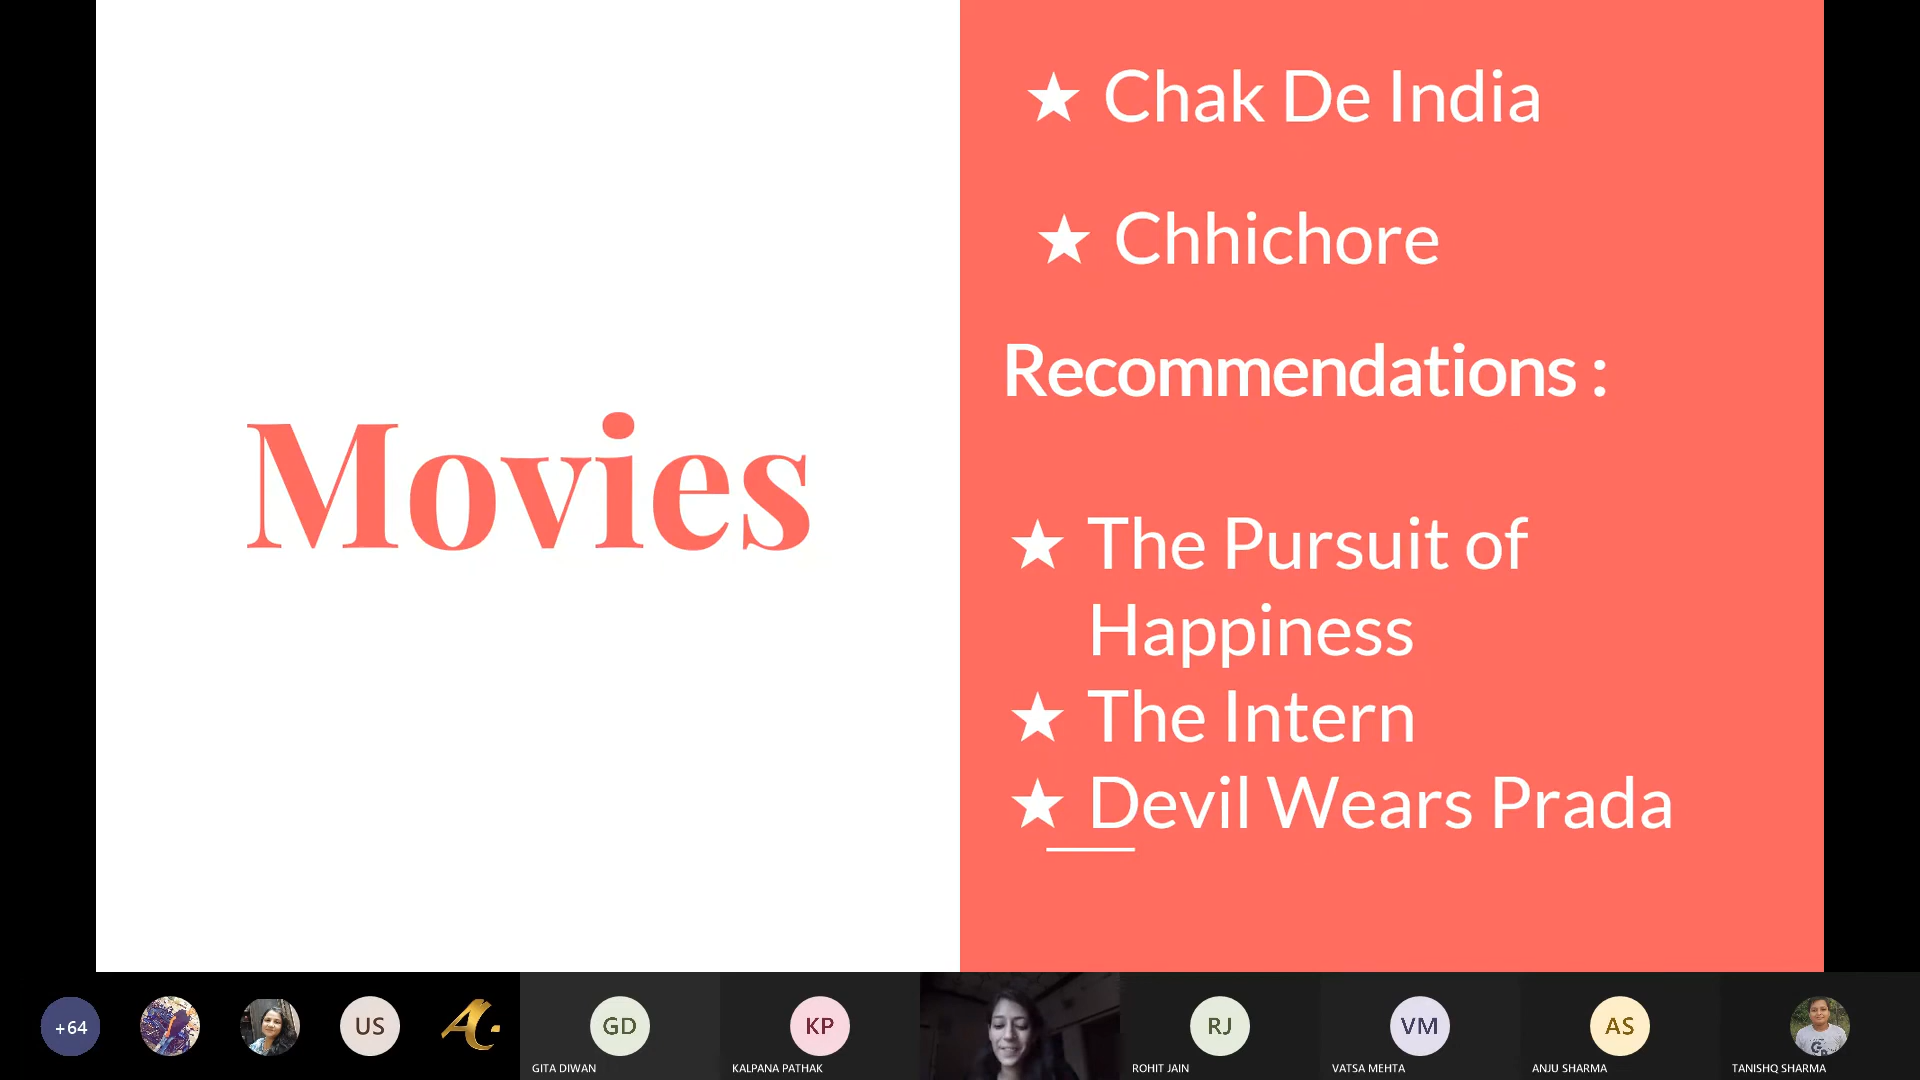 Movies
★ Chak De India
★ Chhichore
Recommendations :
★ The Pursuit of
Happiness
★ The Intern
★ Devil Wears Prada
+64
US
AC.
GD
KP
RJ
VM
AS
GITA DIWAN
KALPANA PATHAK
ROHIT JAIN
VATSA MEHTA
ANJU SHARMA
TANISHQ SHARMA